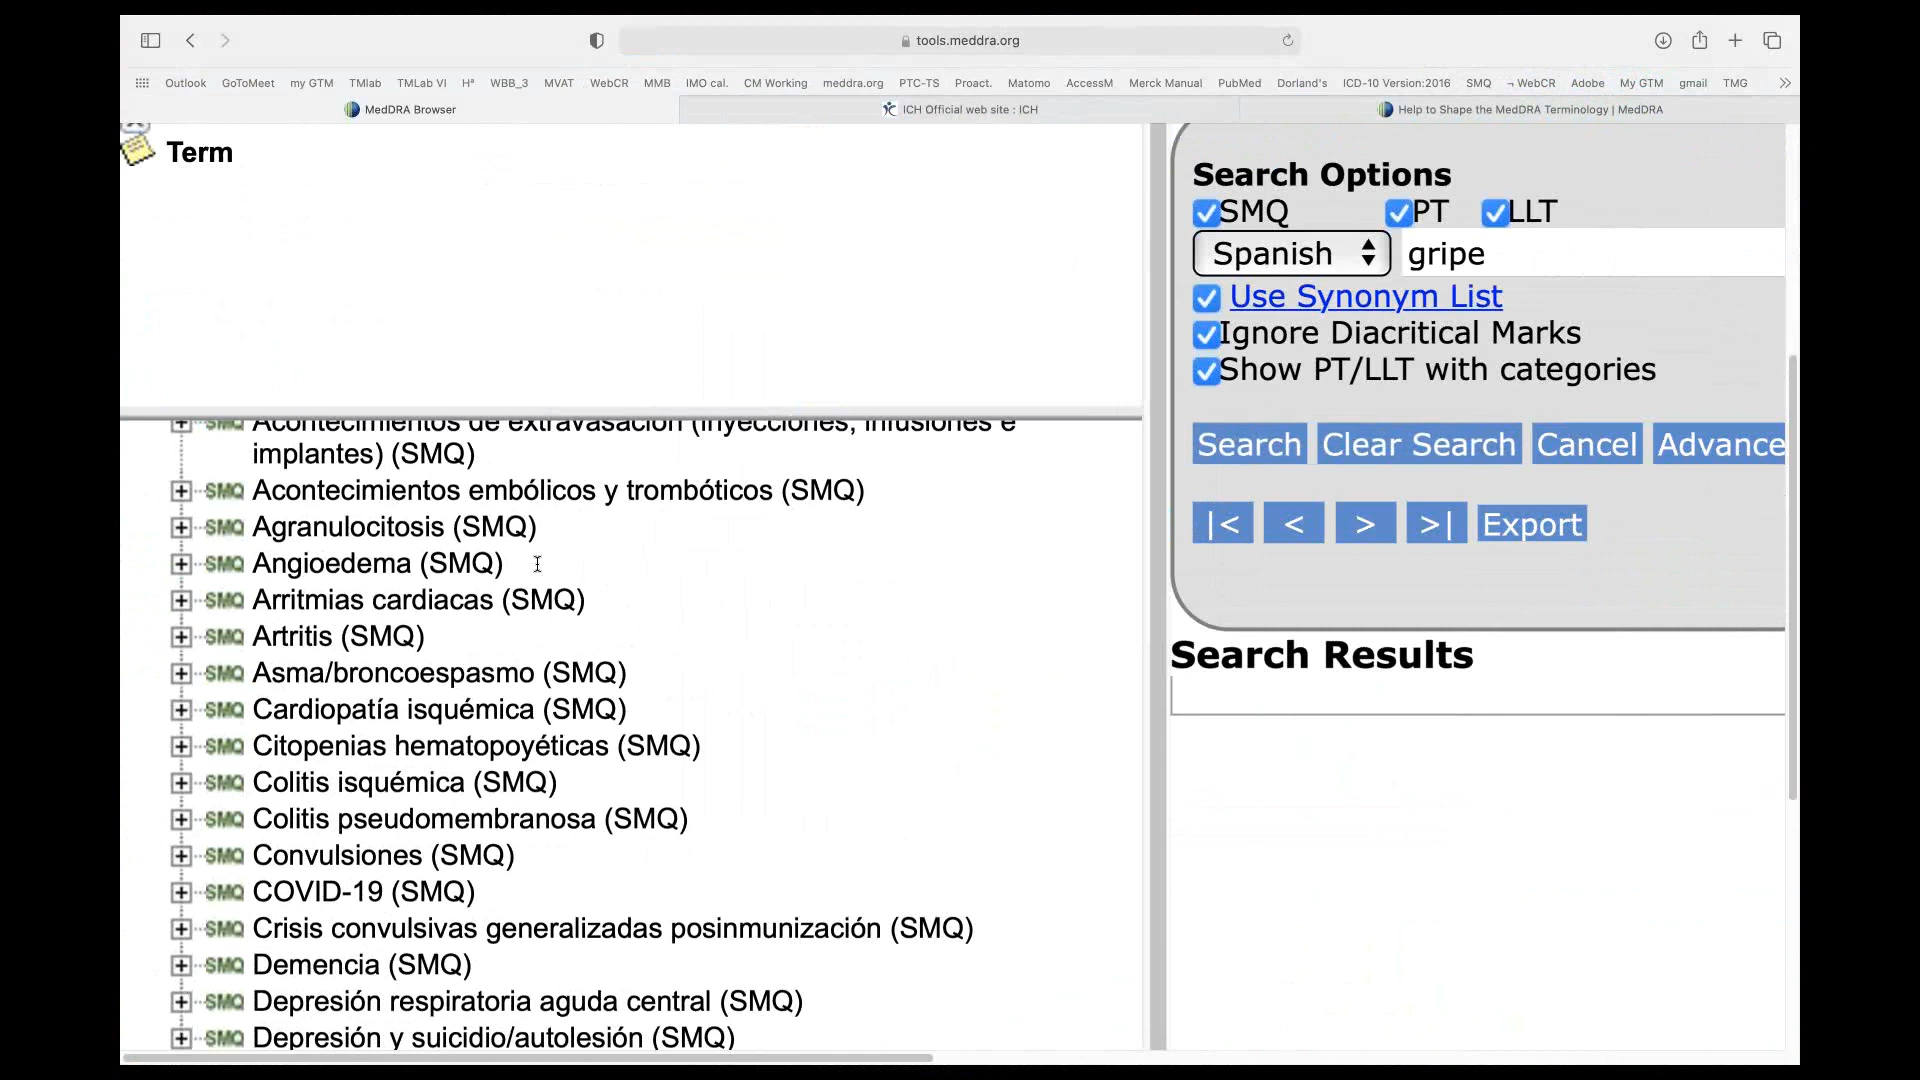 tools.meddra.org
Outlook GoToMeet my GTM TMlab TMLab VI Hª WBB_3 MVAT WebCR MMB IMO cal. CM Working meddra.org PTC-TS Proact. Matomo AccessM Merck Manual PubMed Dorland's ICD-10 Version:2016 SMQ ¬ WebCR Adobe My GTM gmail TMG
MedDRA Browser
ICH Official web site : ICH
Help to Shape the MedDRA Terminology | MedDRA
Term
Acontecimientos de extravasación (inyecciones, infusiones e
implantes) (SMQ)
SMQ Acontecimientos embólicos y trombóticos (SMQ)
SMQ Agranulocitosis (SMQ)
SMQ Angioedema (SMQ)
SMQ Arritmias cardiacas (SMQ)
SMQ Artritis (SMQ)
SMQ Asma/broncoespasmo (SMQ)
SMQ Cardiopatía isquémica (SMQ)
SMQ Citopenias hematopoyéticas (SMQ)
SMQ Colitis isquémica (SMQ)
SMQ Colitis pseudomembranosa (SMQ)
SMQ Convulsiones (SMQ)
SMQ COVID-19 (SMQ)
SMQ Crisis convulsivas generalizadas posinmunización (SMQ)
SMQ Demencia (SMQ)
SMQ Depresión respiratoria aguda central (SMQ)
SMQ Depresión y suicidio/autolesión (SMQ)
Search Options
SMQ PT LLT
Spanish gripe
Use Synonym List
Ignore Diacritical Marks
Show PT/LLT with categories
Search Clear Search Cancel Advance
|< < > >| Export
Search Results